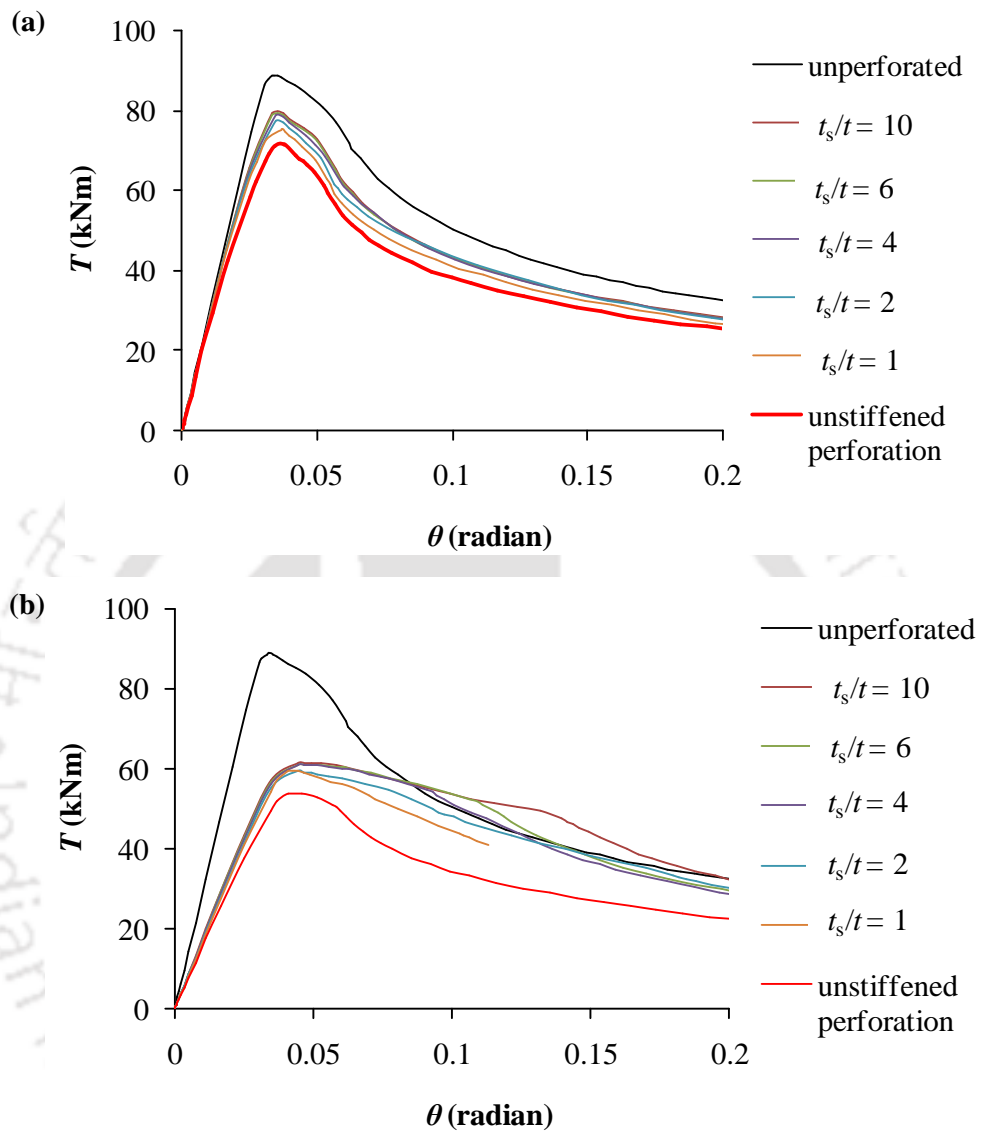 (a)
100
80
60
40
20
0
T (kNm)
0 0.05 0.1 0.15 0.2
θ (radian)
unperforated
tₛ/t = 10
tₛ/t = 6
tₛ/t = 4
tₛ/t = 2
tₛ/t = 1
unstiffened
perforation
(b)
100
80
60
40
20
0
T (kNm)
0 0.05 0.1 0.15 0.2
θ (radian)
unperforated
tₛ/t = 10
tₛ/t = 6
tₛ/t = 4
tₛ/t = 2
tₛ/t = 1
unstiffened
perforation